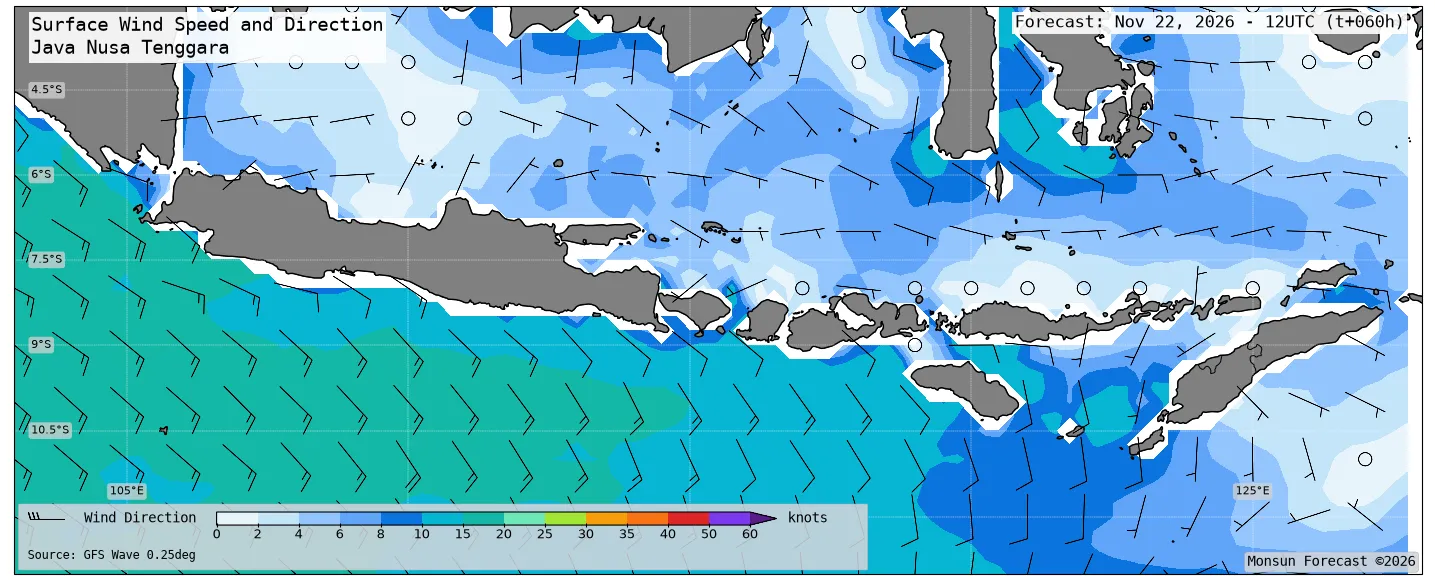 Surface Wind Speed and Direction
Java Nusa Tenggara
Forecast: Nov 22, 2026 - 12UTC (t+060h)
4.5°S
6°S
7.5°S
9°S
10.5°S
105°E
125°E
Wind Direction
0 2 4 6 8 10 15 20 25 30 35 40 50 60
knots
Source: GFS Wave 0.25deg
Monsun Forecast ©2026